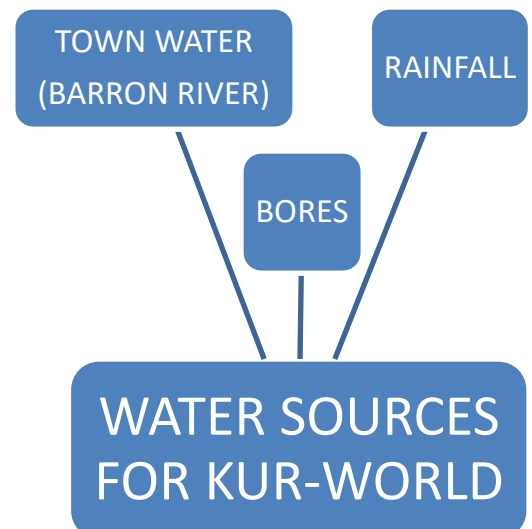 TOWN WATER
(BARRON RIVER)
RAINFALL
BORES
WATER SOURCES
FOR KUR-WORLD